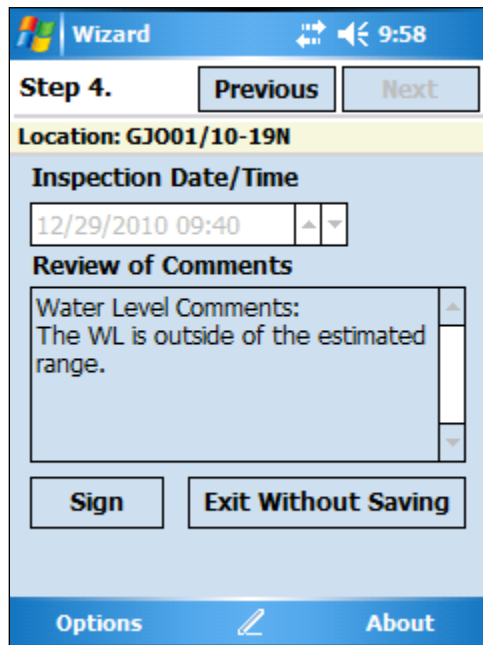 Wizard 9:58
Step 4. Previous Next
Location: GJO01/10-19N
Inspection Date/Time
12/29/2010 09:40
Review of Comments
Water Level Comments:
The WL is outside of the estimated
range.
Sign Exit Without Saving
Options About